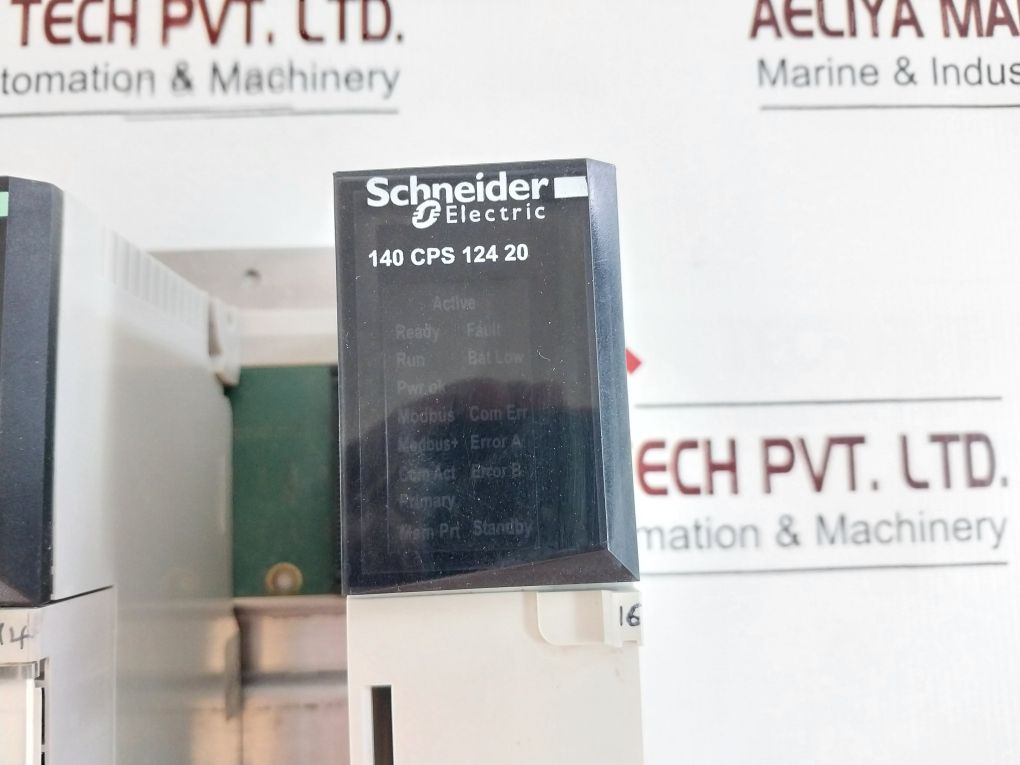 TECH PVT. LTD.
tomation & Machinery
AELIYA MA
Marine & Indus
Schneider
Electric
140 CPS 124 20
Active
Ready Fault
Run Bat Low
Pwr ok
Modbus Com Err
Modbus+ Error A
Com Act Error B
Primary
Mem Prt Standby
16
14
ECH PVT. LTD.
mation & Machinery